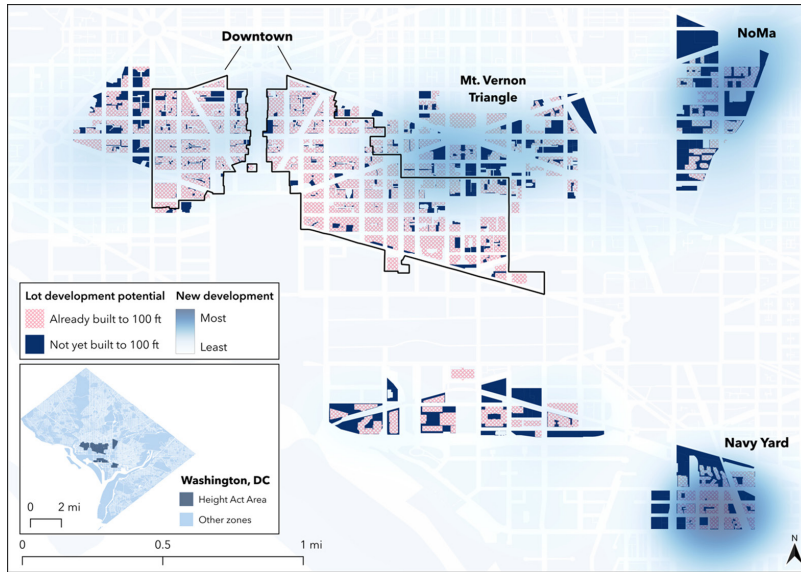 Downtown
NoMa
Mt. Vernon
Triangle
Lot development potential
Already built to 100 ft
Not yet built to 100 ft
New development
Most
Least
Washington, DC
Height Act Area
Other zones
0 2 mi
Navy Yard
0 0.5 1 mi
N